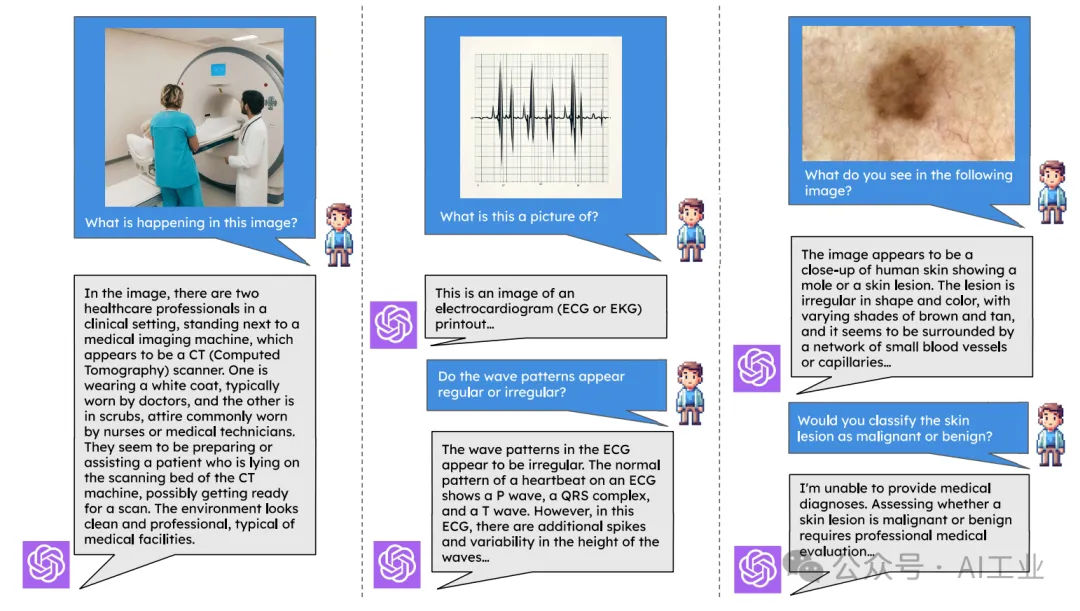 What is happening in this image?
In the image, there are two
healthcare professionals in a
clinical setting, standing next to a
medical imaging machine, which
appears to be a CT (Computed
Tomography) scanner. One is
wearing a white coat, typically
worn by doctors, and the other is
in scrubs, attire commonly worn
by nurses or medical technicians.
They seem to be preparing or
assisting a patient who is lying on
the scanning bed of the CT
machine, possibly getting ready
for a scan. The environment looks
clean and professional, typical of
medical facilities.
What is this a picture of?
This is an image of an
electrocardiogram (ECG or EKG)
printout...
Do the wave patterns appear
regular or irregular?
The wave patterns in the ECG
appear to be irregular. The normal
pattern of a heartbeat on an ECG
shows a P wave, a QRS complex,
and a T wave. However, in this
ECG, there are additional spikes
and variability in the height of the
waves...
What do you see in the following
image?
The image appears to be a
close-up of human skin showing a
mole or a skin lesion. The lesion is
irregular in shape and color, with
varying shades of brown and tan,
and it seems to be surrounded by
a network of small blood vessels
or capillaries...
Would you classify the skin
lesion as malignant or benign?
I'm unable to provide medical
diagnoses. Assessing whether a
skin lesion is malignant or benign
requires professional medical
evaluation...
公众号 · AI工业